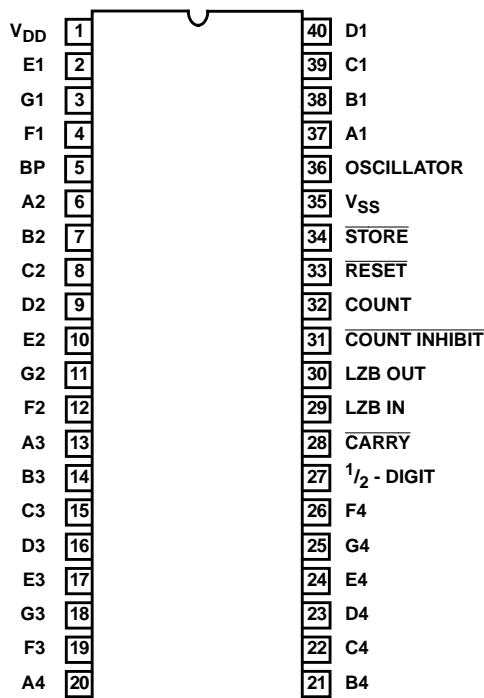 VDD 1 40 D1
E1 2 39 C1
G1 3 38 B1
F1 4 37 A1
BP 5 36 OSCILLATOR
A2 6 35 VSS
B2 7 34 STORE
C2 8 33 RESET
D2 9 32 COUNT
E2 10 31 COUNT INHIBIT
G2 11 30 LZB OUT
F2 12 29 LZB IN
A3 13 28 CARRY
B3 14 27 1/2 - DIGIT
C3 15 26 F4
D3 16 25 G4
E3 17 24 E4
G3 18 23 D4
F3 19 22 C4
A4 20 21 B4